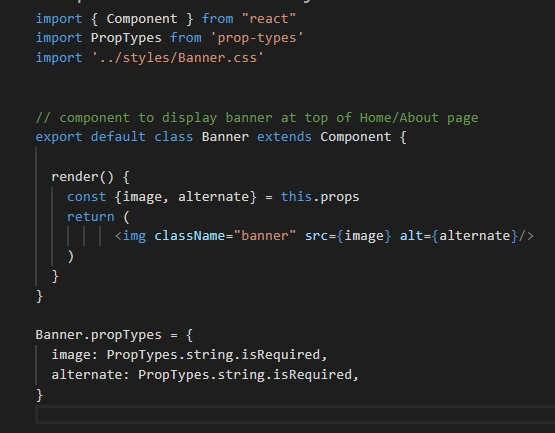 import { Component } from "react"
import PropTypes from 'prop-types'
import '../styles/Banner.css'
// component to display banner at top of Home/About page
export default class Banner extends Component {
render() {
const {image, alternate} = this.props
return (
<img className="banner" src={image} alt={alternate}/>
)
}
}
Banner.propTypes = {
image: PropTypes.string.isRequired,
alternate: PropTypes.string.isRequired,
}